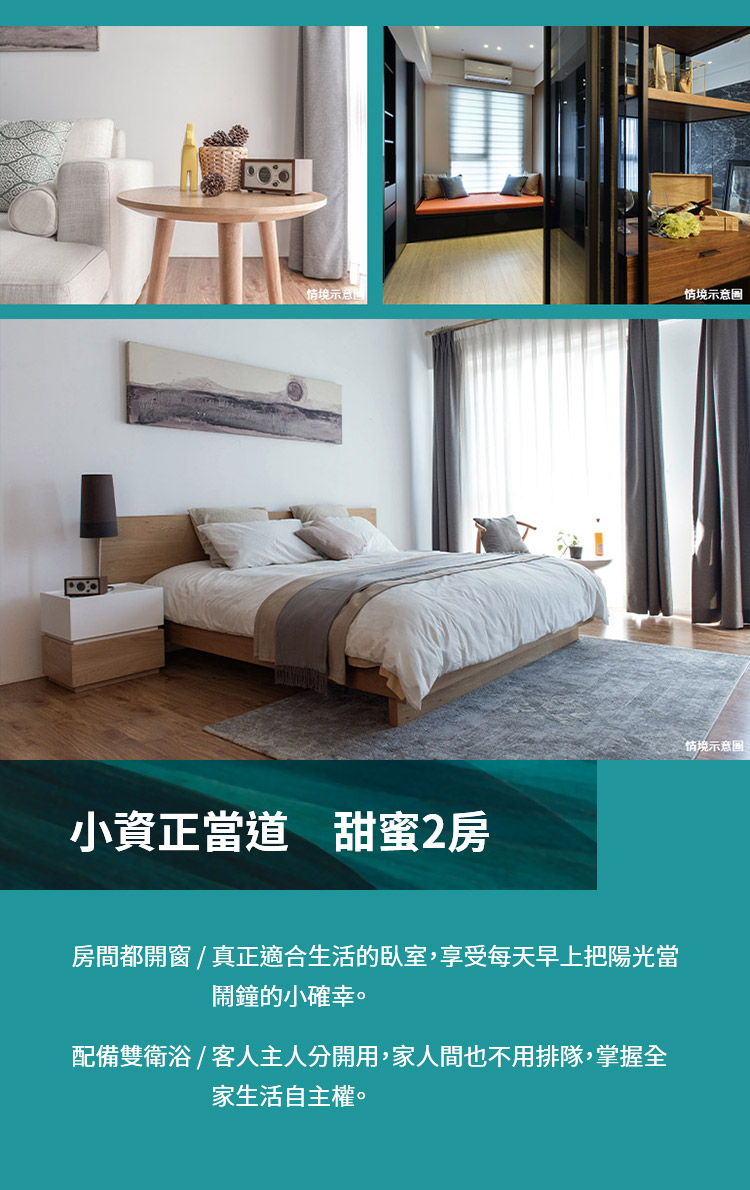 情境示意圖
情境示意圖
情境示意圖
小資正當道　甜蜜2房
房間都開窗 / 真正適合生活的臥室，享受每天早上把陽光當
鬧鐘的小確幸。
配備雙衛浴 / 客人主人分開用，家人間也不用排隊，掌握全
家生活自主權。